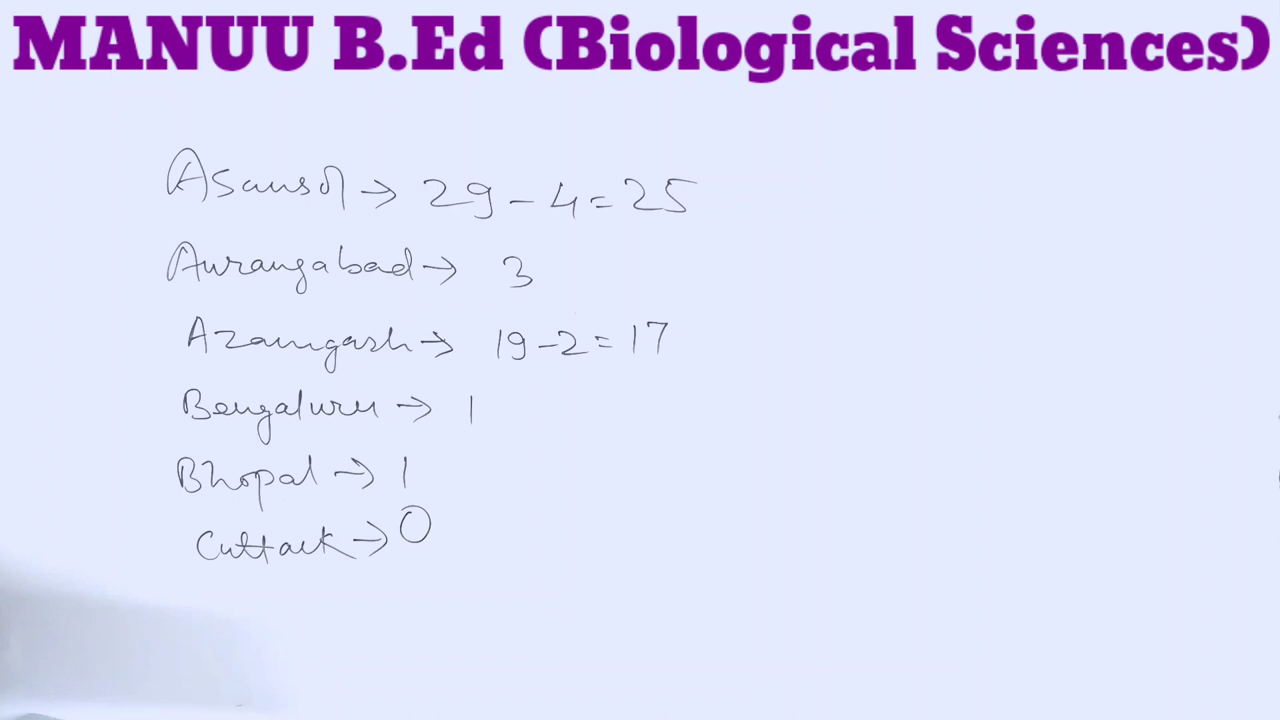 MANUU B.Ed (Biological Sciences)
Asansol → 29 - 4 = 25
Aurangabad → 3
Azamgarh → 19 - 2 = 17
Bengaluru → 1
Bhopal → 1
Cuttack → 0